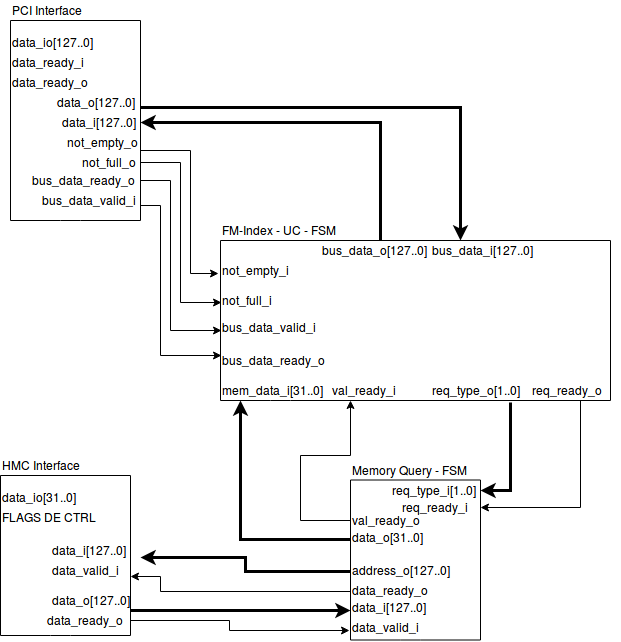 PCI Interface
data_io[127..0]
data_ready_i
data_ready_o
data_o[127..0]
data_i[127..0]
not_empty_o
not_full_o
bus_data_ready_o
bus_data_valid_i
FM-Index - UC - FSM
bus_data_o[127..0] bus_data_i[127..0]
not_empty_i
not_full_i
bus_data_valid_i
bus_data_ready_o
mem_data_i[31..0] val_ready_i req_type_o[1..0] req_ready_o
HMC Interface
data_io[31..0]
FLAGS DE CTRL
data_i[127..0]
data_valid_i
data_o[127..0]
data_ready_o
Memory Query - FSM
req_type_i[1..0]
req_ready_i
val_ready_o
data_o[31..0]
address_o[127..0]
data_ready_o
data_i[127..0]
data_valid_i